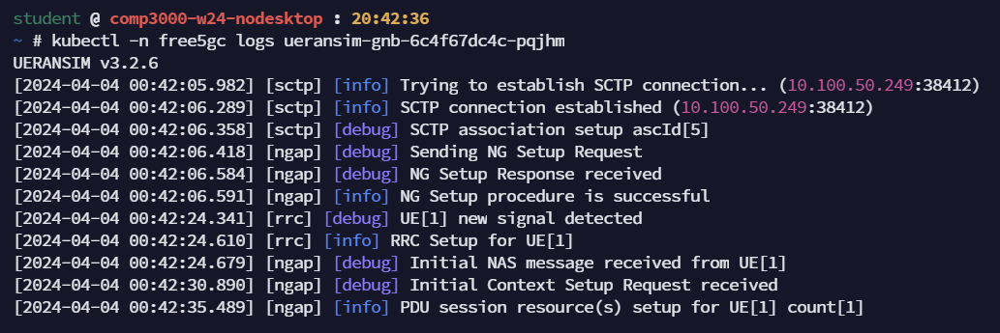 student @ comp3000-w24-nodesktop : 20:42:36
~ # kubectl -n free5gc logs ueransim-gnb-6c4f67dc4c-pqjhm
UERANSIM v3.2.6
[2024-04-04 00:42:05.982] [sctp] [info] Trying to establish SCTP connection... (10.100.50.249:38412)
[2024-04-04 00:42:06.289] [sctp] [info] SCTP connection established (10.100.50.249:38412)
[2024-04-04 00:42:06.358] [sctp] [debug] SCTP association setup ascId[5]
[2024-04-04 00:42:06.418] [ngap] [debug] Sending NG Setup Request
[2024-04-04 00:42:06.584] [ngap] [debug] NG Setup Response received
[2024-04-04 00:42:06.591] [ngap] [info] NG Setup procedure is successful
[2024-04-04 00:42:24.341] [rrc] [debug] UE[1] new signal detected
[2024-04-04 00:42:24.610] [rrc] [info] RRC Setup for UE[1]
[2024-04-04 00:42:24.679] [ngap] [debug] Initial NAS message received from UE[1]
[2024-04-04 00:42:30.890] [ngap] [debug] Initial Context Setup Request received
[2024-04-04 00:42:35.489] [ngap] [info] PDU session resource(s) setup for UE[1] count[1]